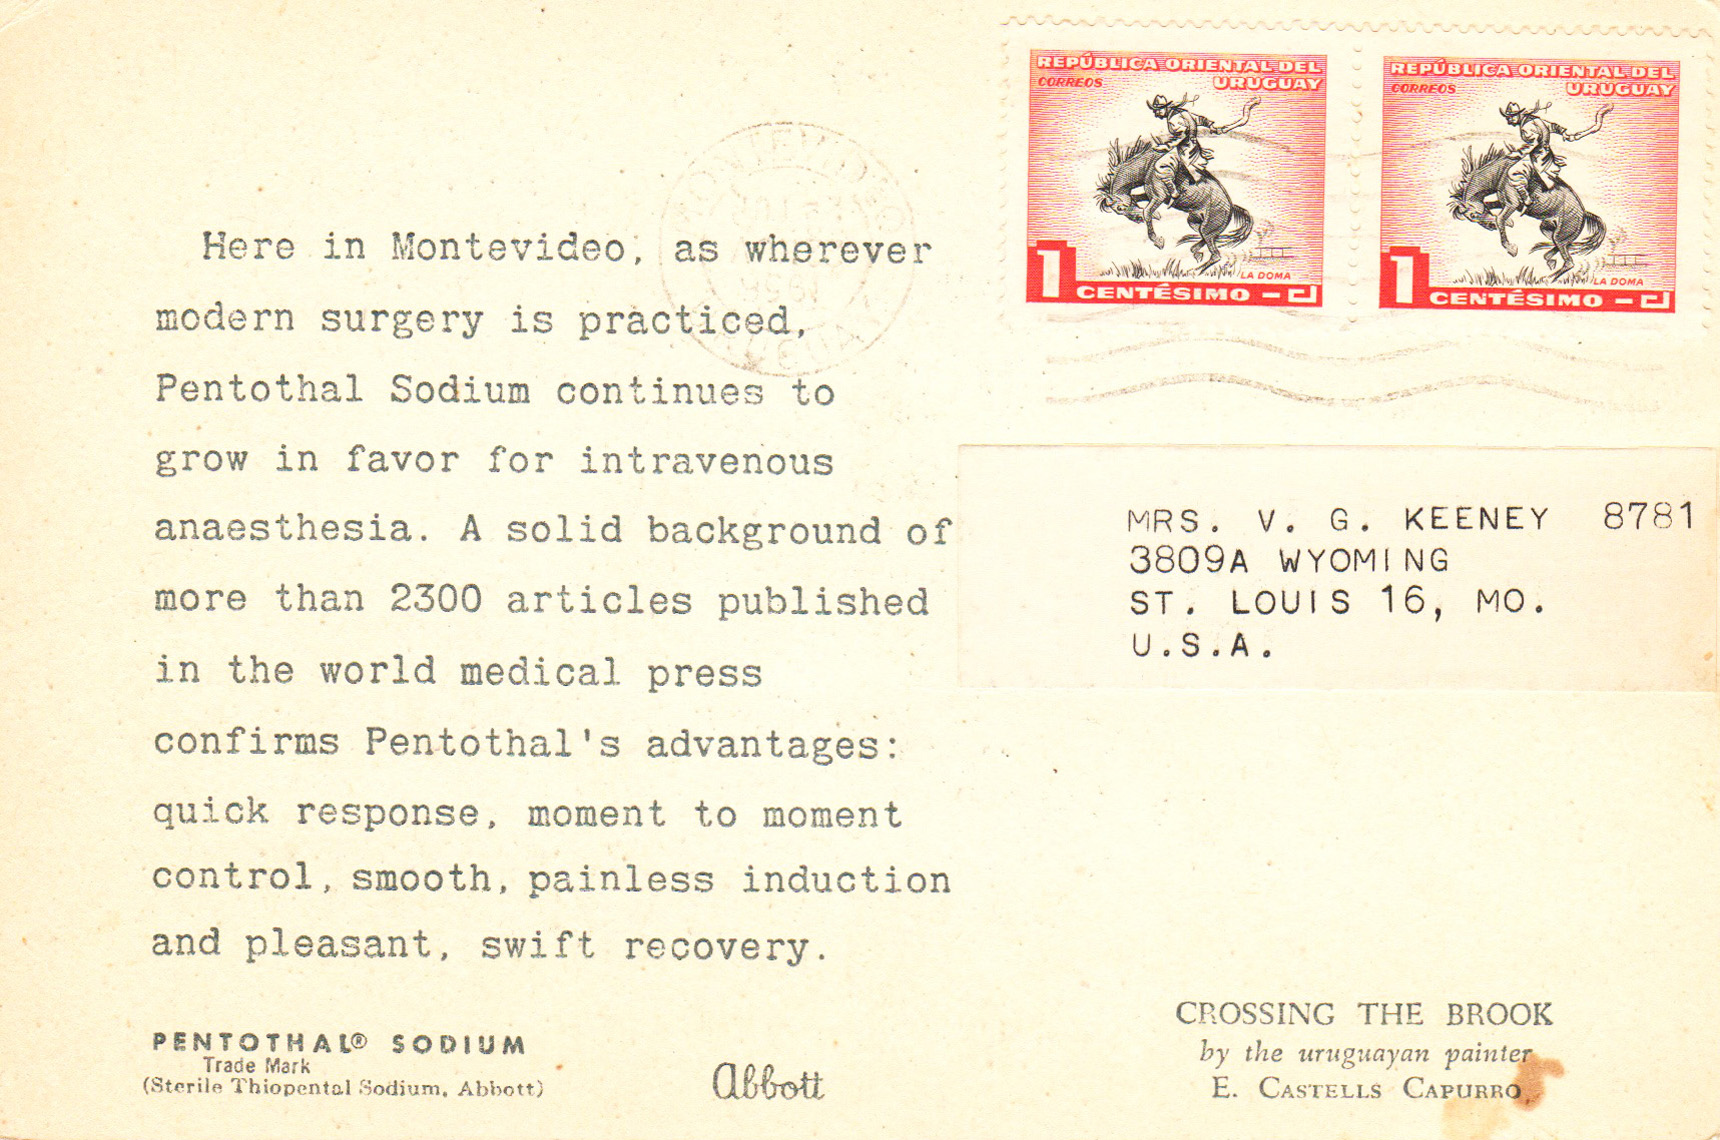 REPÚBLICA ORIENTAL DEL
CORREOS URUGUAY
LA DOMA
1 CENTÉSIMO
REPÚBLICA ORIENTAL DEL
CORREOS URUGUAY
LA DOMA
1 CENTÉSIMO
Here in Montevideo, as wherever
modern surgery is practiced,
Pentothal Sodium continues to
grow in favor for intravenous
anaesthesia. A solid background of
more than 2300 articles published
in the world medical press
confirms Pentothal's advantages:
quick response, moment to moment
control, smooth, painless induction
and pleasant, swift recovery.
PENTOTHAL® SODIUM
Trade Mark
(Sterile Thiopental Sodium, Abbott)
Abbott
MRS. V. G. KEENEY 8781
3809A WYOMING
ST. LOUIS 16, MO.
U.S.A.
CROSSING THE BROOK
by the uruguayan painter
E. CASTELLS CAPURRO